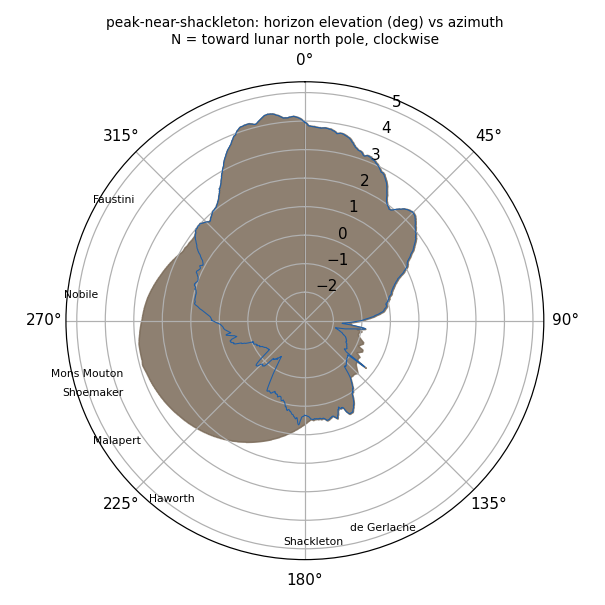 peak-near-shackleton: horizon elevation (deg) vs azimuth
N = toward lunar north pole, clockwise
0°
5
4
315°
45°
3
2
Faustini
1
0
−1
−2
Nobile
270°
90°
Mons Mouton
Shoemaker
Malapert
Haworth
225°
135°
de Gerlache
Shackleton
180°